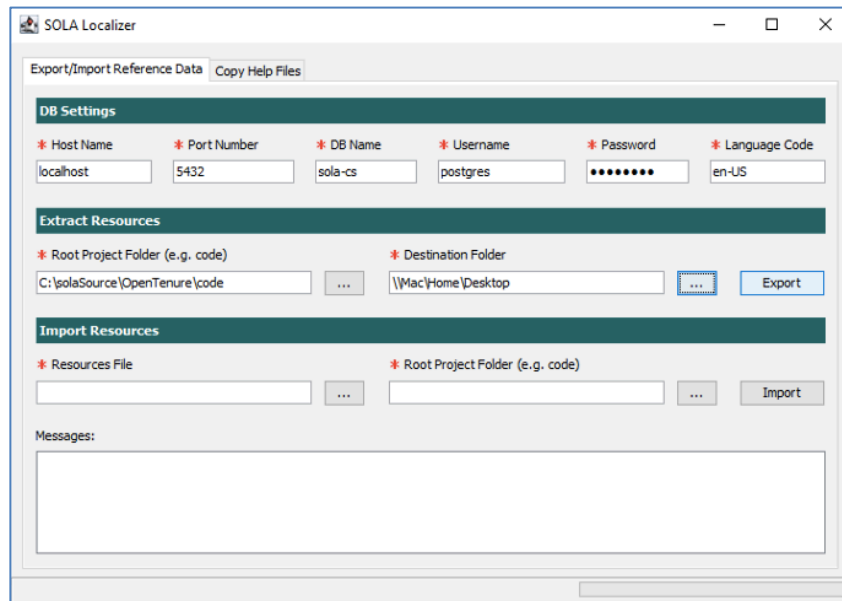 SOLA Localizer
Export/Import Reference Data Copy Help Files
DB Settings
* Host Name * Port Number * DB Name * Username * Password * Language Code
localhost 5432 sola-cs postgres ●●●●●●●● en-US
Extract Resources
* Root Project Folder (e.g. code) * Destination Folder
C:\solaSource\OpenTenure\code ... \\Mac\Home\Desktop ... Export
Import Resources
* Resources File * Root Project Folder (e.g. code)
... ... Import
Messages: